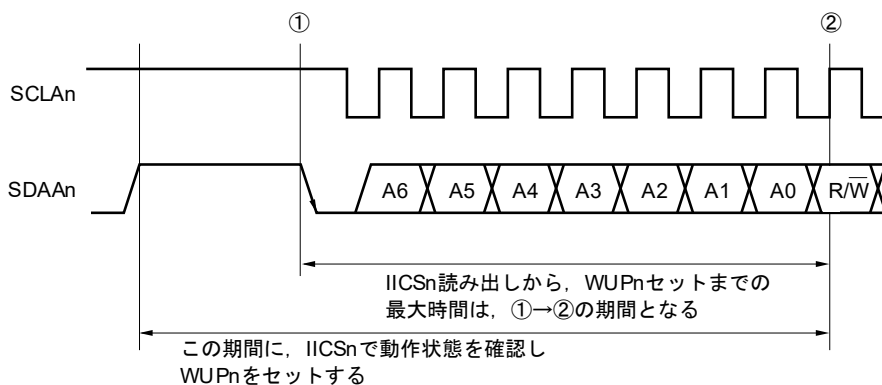 ① ②
SCLAn
SDAAn A6 A5 A4 A3 A2 A1 A0 R/W̅
IICSn読み出しから，WUPnセットまでの
最大時間は，①→②の期間となる
この期間に，IICSnで動作状態を確認し
WUPnをセットする